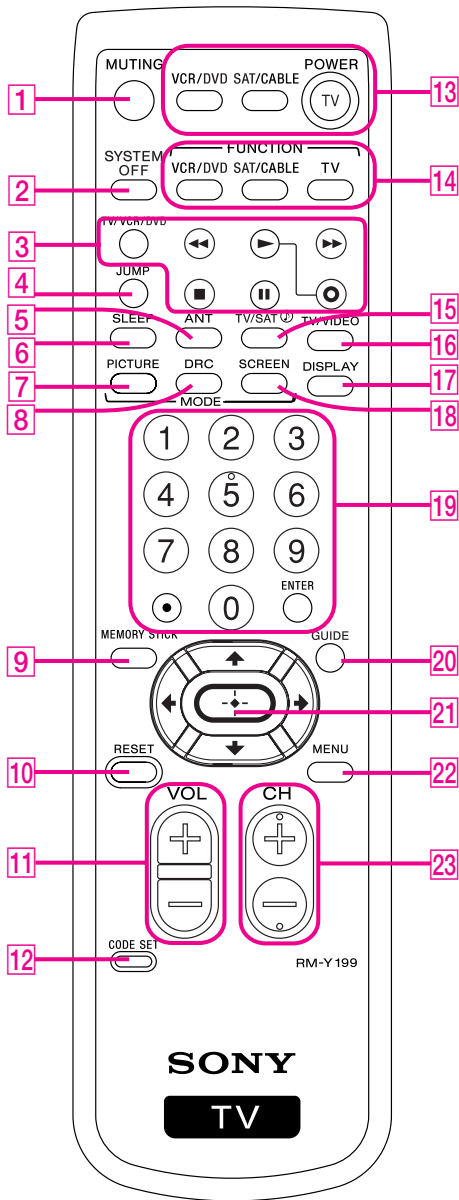 MUTING
POWER
VCR/DVD SAT/CABLE
TV
1
13
SYSTEM
OFF
FUNCTION
VCR/DVD SAT/CABLE TV
2
14
TV/VCR/DVD
3
JUMP
4
SLEEP ANT TV/SAT TV/VIDEO
5
15
6
16
PICTURE DRC SCREEN DISPLAY
7
17
MODE
8
18
1 2 3
4 5 6
19
7 8 9
ENTER
0
MEMORY STICK
GUIDE
9
20
21
RESET
MENU
10
22
VOL CH
11
23
CODE SET
12
RM-Y199
SONY
TV